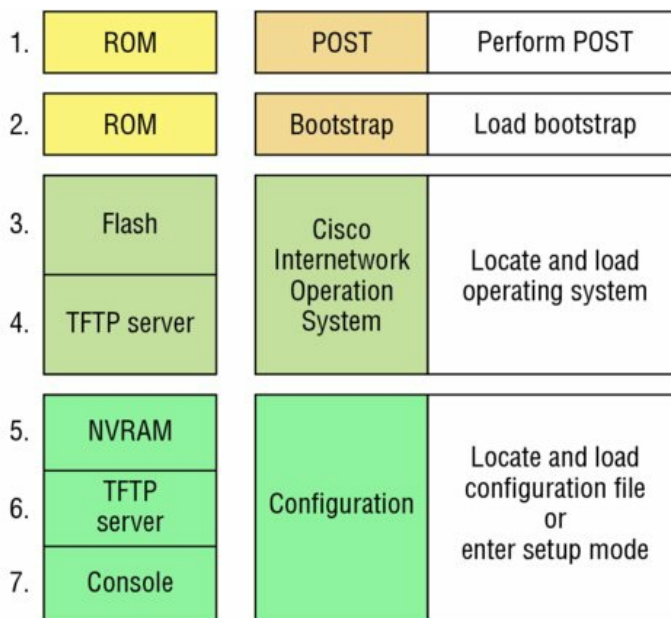 1. ROM POST Perform POST
2. ROM Bootstrap Load bootstrap
3. Flash
4. TFTP server
Cisco
Internetwork
Operation
System
Locate and load
operating system
5. NVRAM
6. TFTP
server
7. Console
Configuration
Locate and load
configuration file
or
enter setup mode